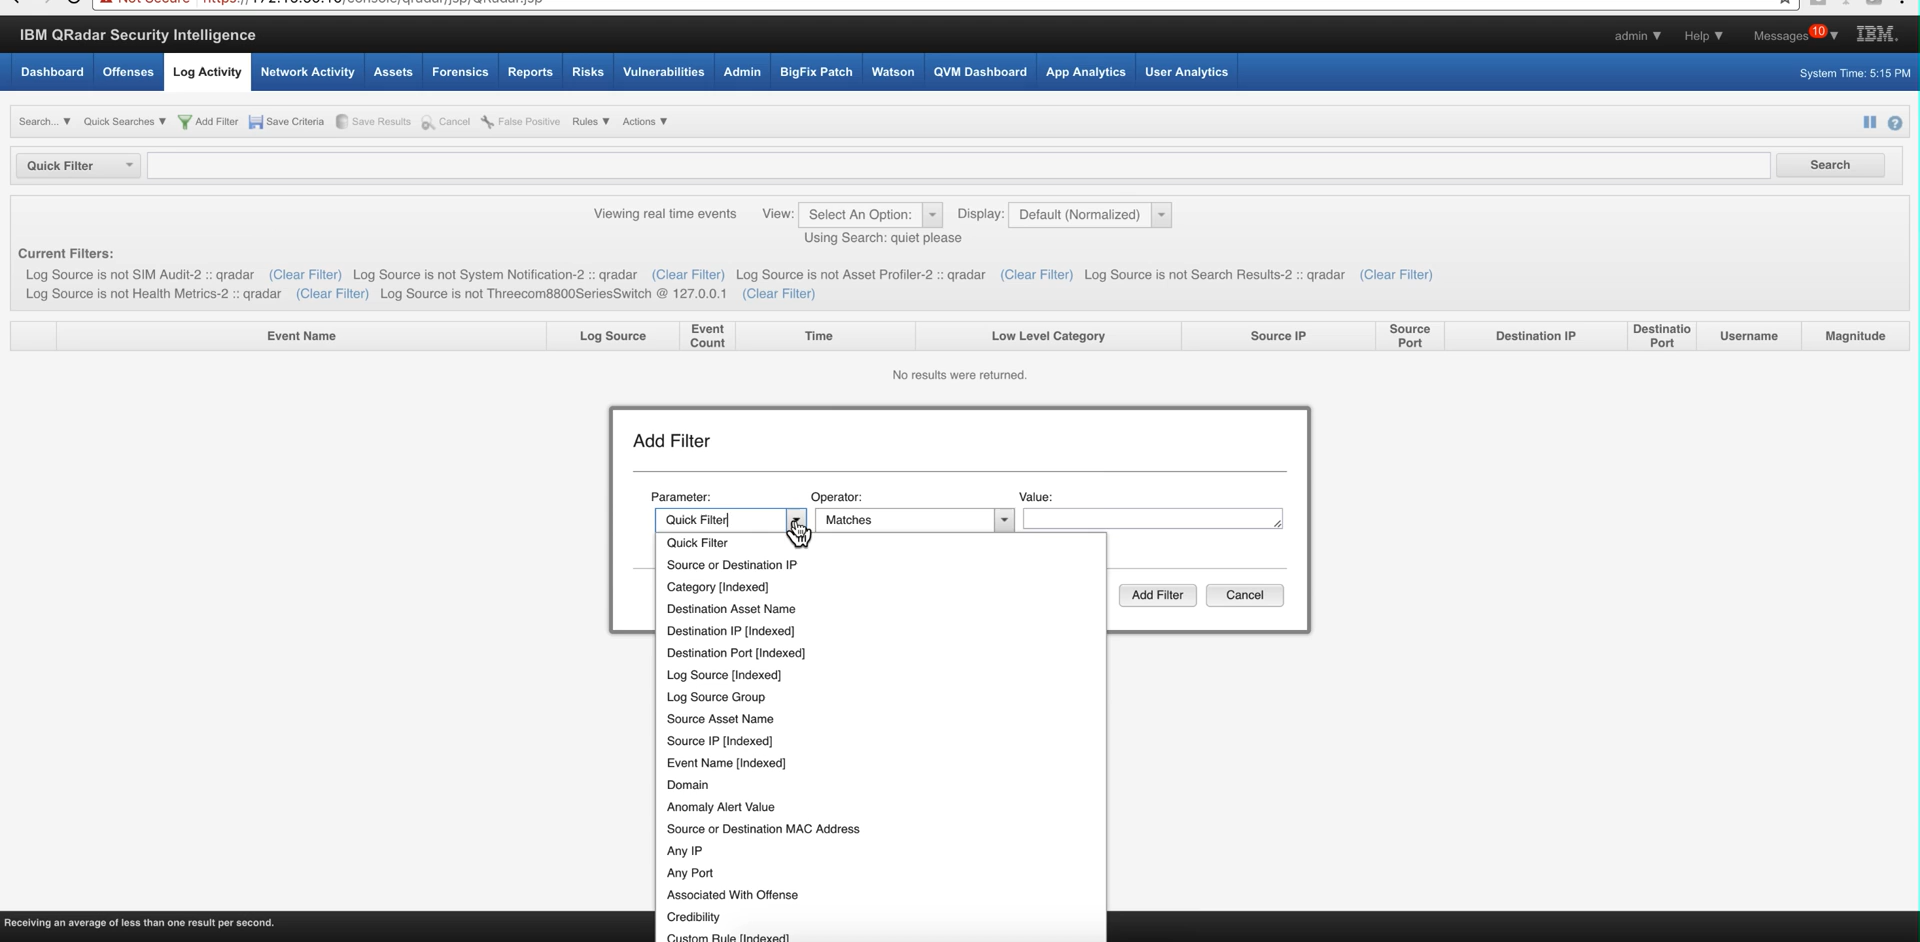 IBM QRadar Security Intelligence
admin ▼ Help ▼ Messages 10 ▼ IBM.
Dashboard Offenses Log Activity Network Activity Assets Forensics Reports Risks Vulnerabilities Admin BigFix Patch Watson QVM Dashboard App Analytics User Analytics System Time: 5:15 PM
Search... ▼ Quick Searches ▼ Add Filter Save Criteria Save Results Cancel False Positive Rules ▼ Actions ▼
Quick Filter Search
Viewing real time events View: Select An Option: Display: Default (Normalized)
Using Search: quiet please
Current Filters:
Log Source is not SIM Audit-2 :: qradar (Clear Filter) Log Source is not System Notification-2 :: qradar (Clear Filter) Log Source is not Asset Profiler-2 :: qradar (Clear Filter) Log Source is not Search Results-2 :: qradar (Clear Filter)
Log Source is not Health Metrics-2 :: qradar (Clear Filter) Log Source is not Threecom8800SeriesSwitch @ 127.0.0.1 (Clear Filter)
Event Name Log Source Event Count Time Low Level Category Source IP Source Port Destination IP Destinatio Port Username Magnitude
No results were returned.
Add Filter
Parameter: Operator: Value:
Quick Filter Matches
Quick Filter
Source or Destination IP
Category [Indexed]
Add Filter Cancel
Destination Asset Name
Destination IP [Indexed]
Destination Port [Indexed]
Log Source [Indexed]
Log Source Group
Source Asset Name
Source IP [Indexed]
Event Name [Indexed]
Domain
Anomaly Alert Value
Source or Destination MAC Address
Any IP
Any Port
Associated With Offense
Credibility
Custom Rule [Indexed]
Receiving an average of less than one result per second.